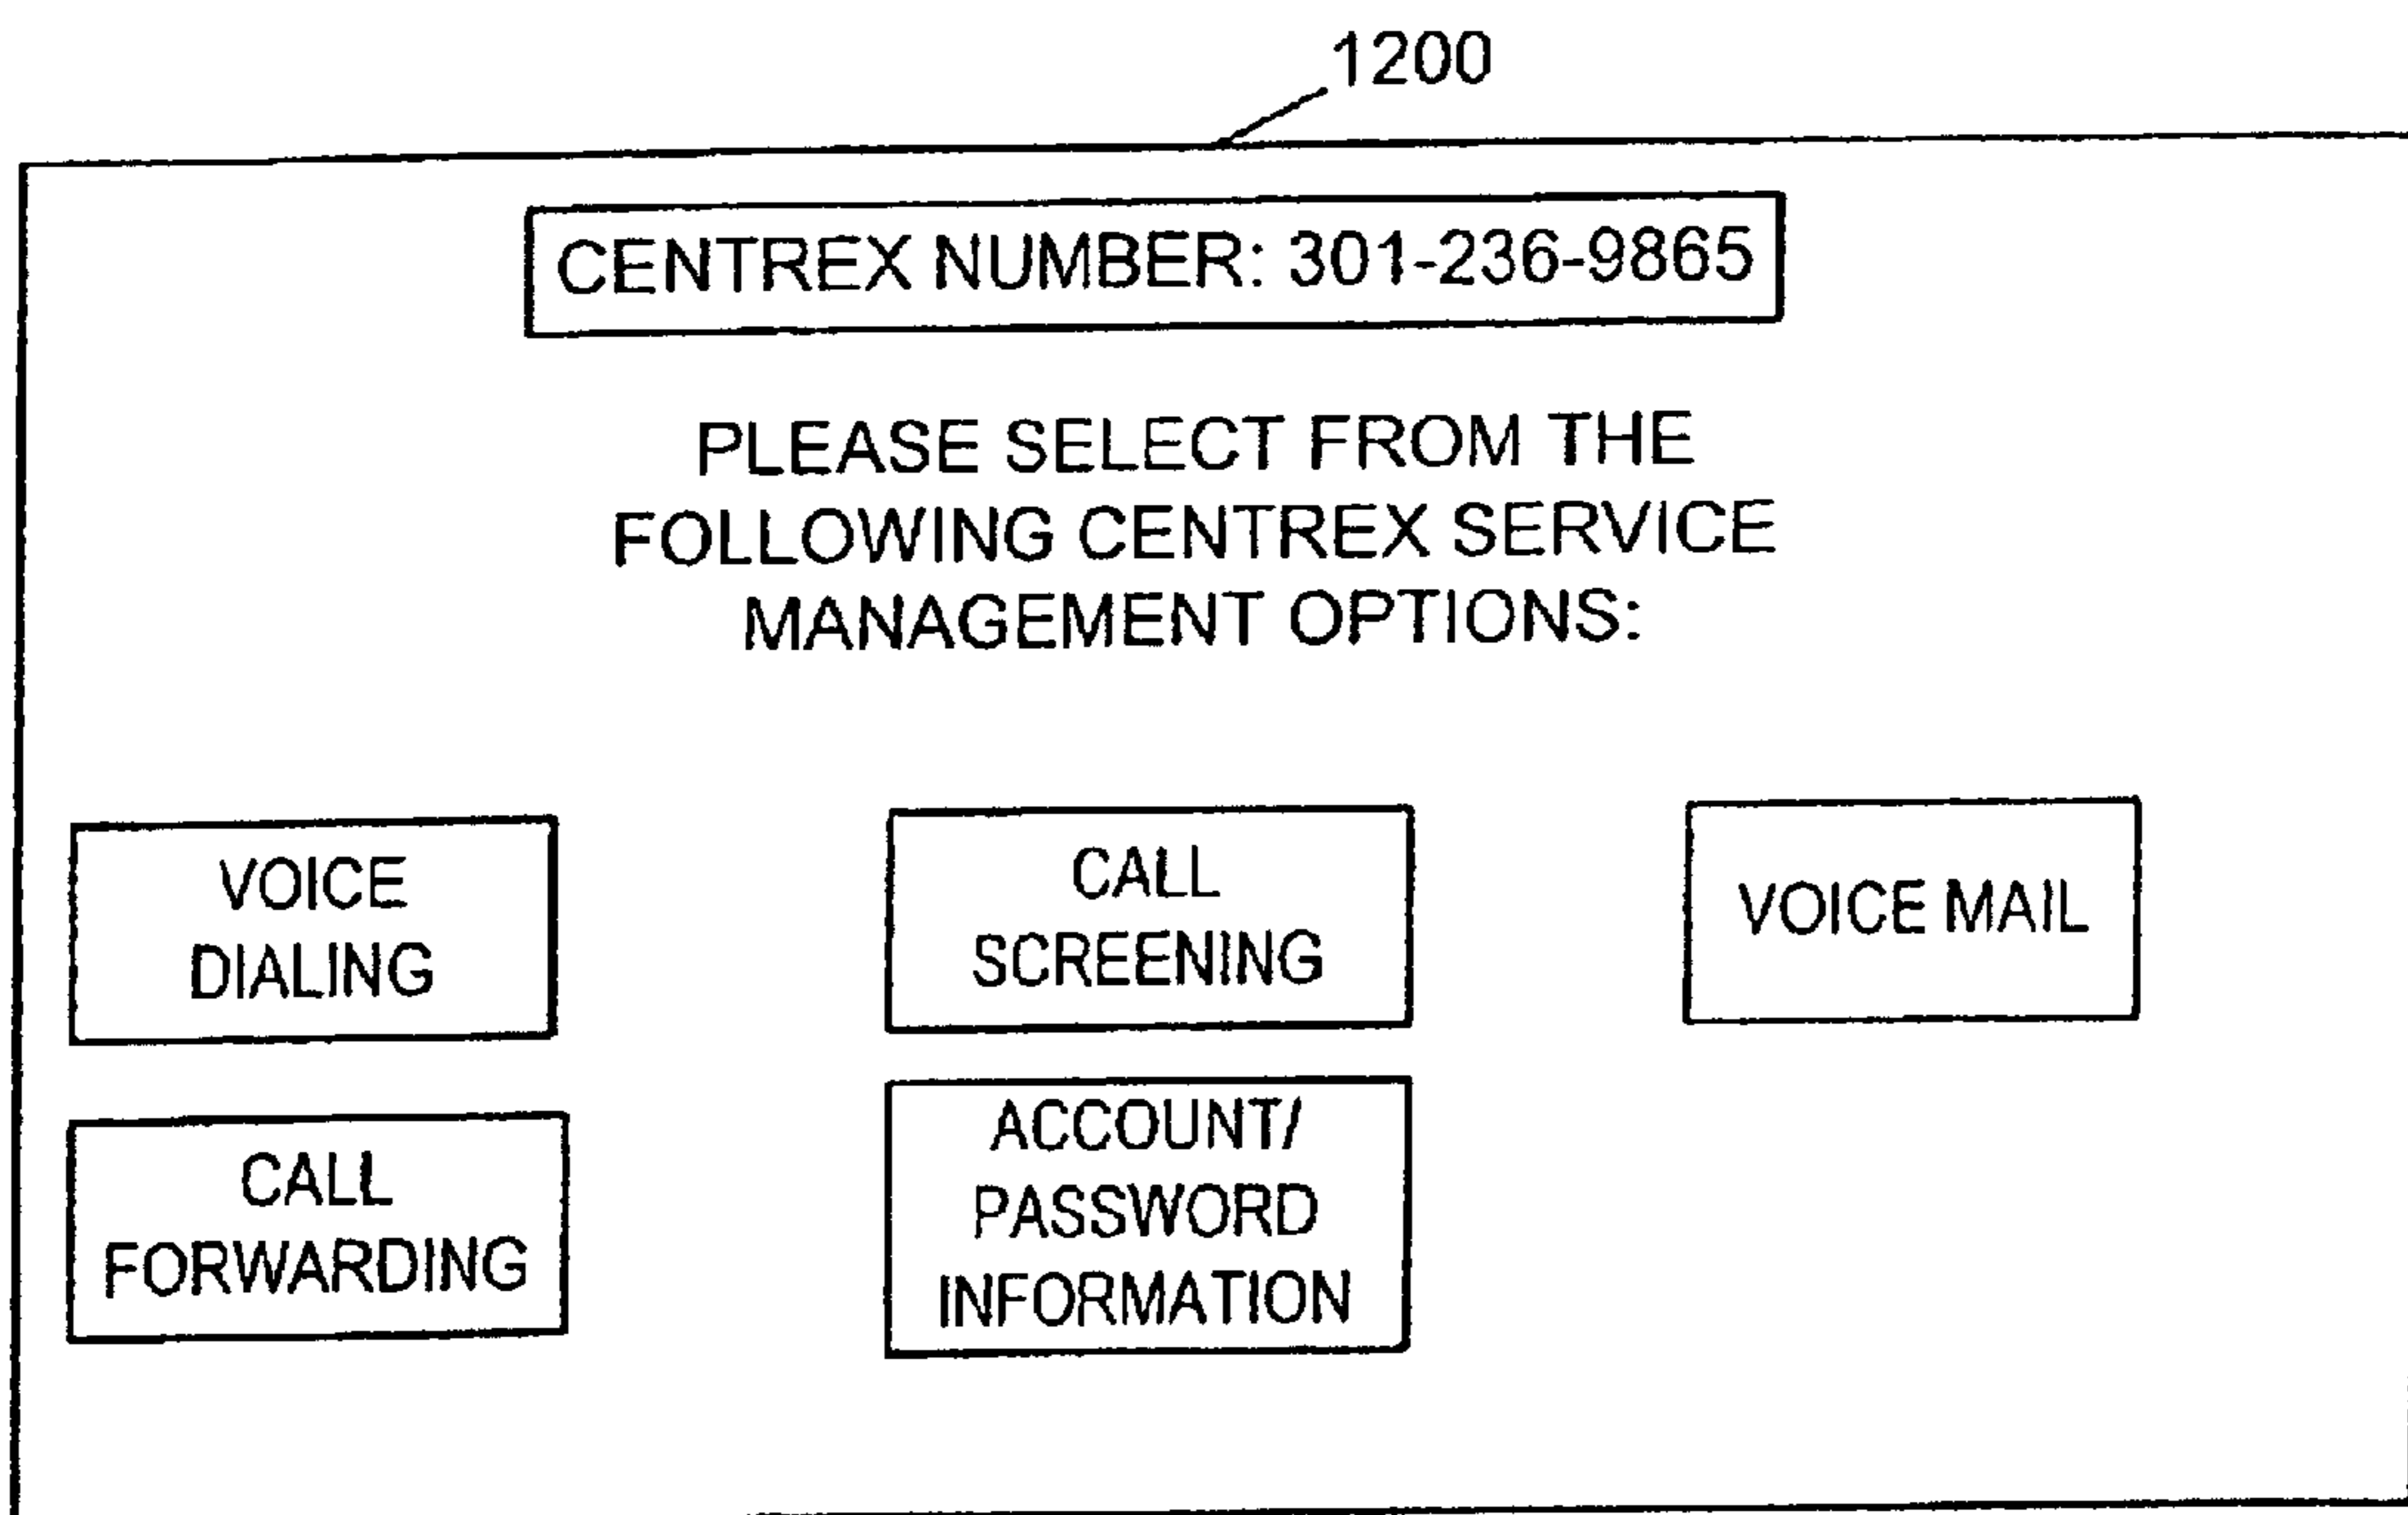 1200
CENTREX NUMBER: 301-236-9865
PLEASE SELECT FROM THE
FOLLOWING CENTREX SERVICE
MANAGEMENT OPTIONS:
VOICE
DIALING
CALL
SCREENING
VOICE MAIL
CALL
FORWARDING
ACCOUNT/
PASSWORD
INFORMATION